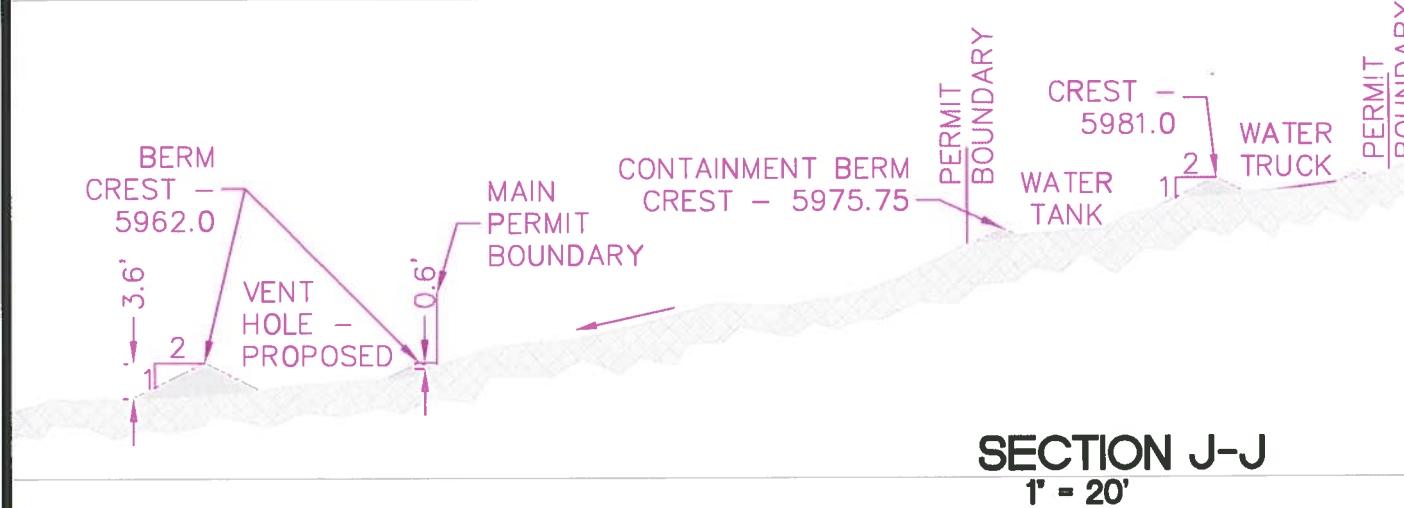 BERM
CREST –
5962.0
3.6'
2
1
VENT
HOLE –
PROPOSED
0.6'
MAIN
PERMIT
BOUNDARY
CONTAINMENT BERM
CREST – 5975.75
PERMIT
BOUNDARY
WATER
TANK
CREST –
5981.0
2
1
WATER
TRUCK
PERMIT
BOUNDARY
SECTION J-J
1" = 20'